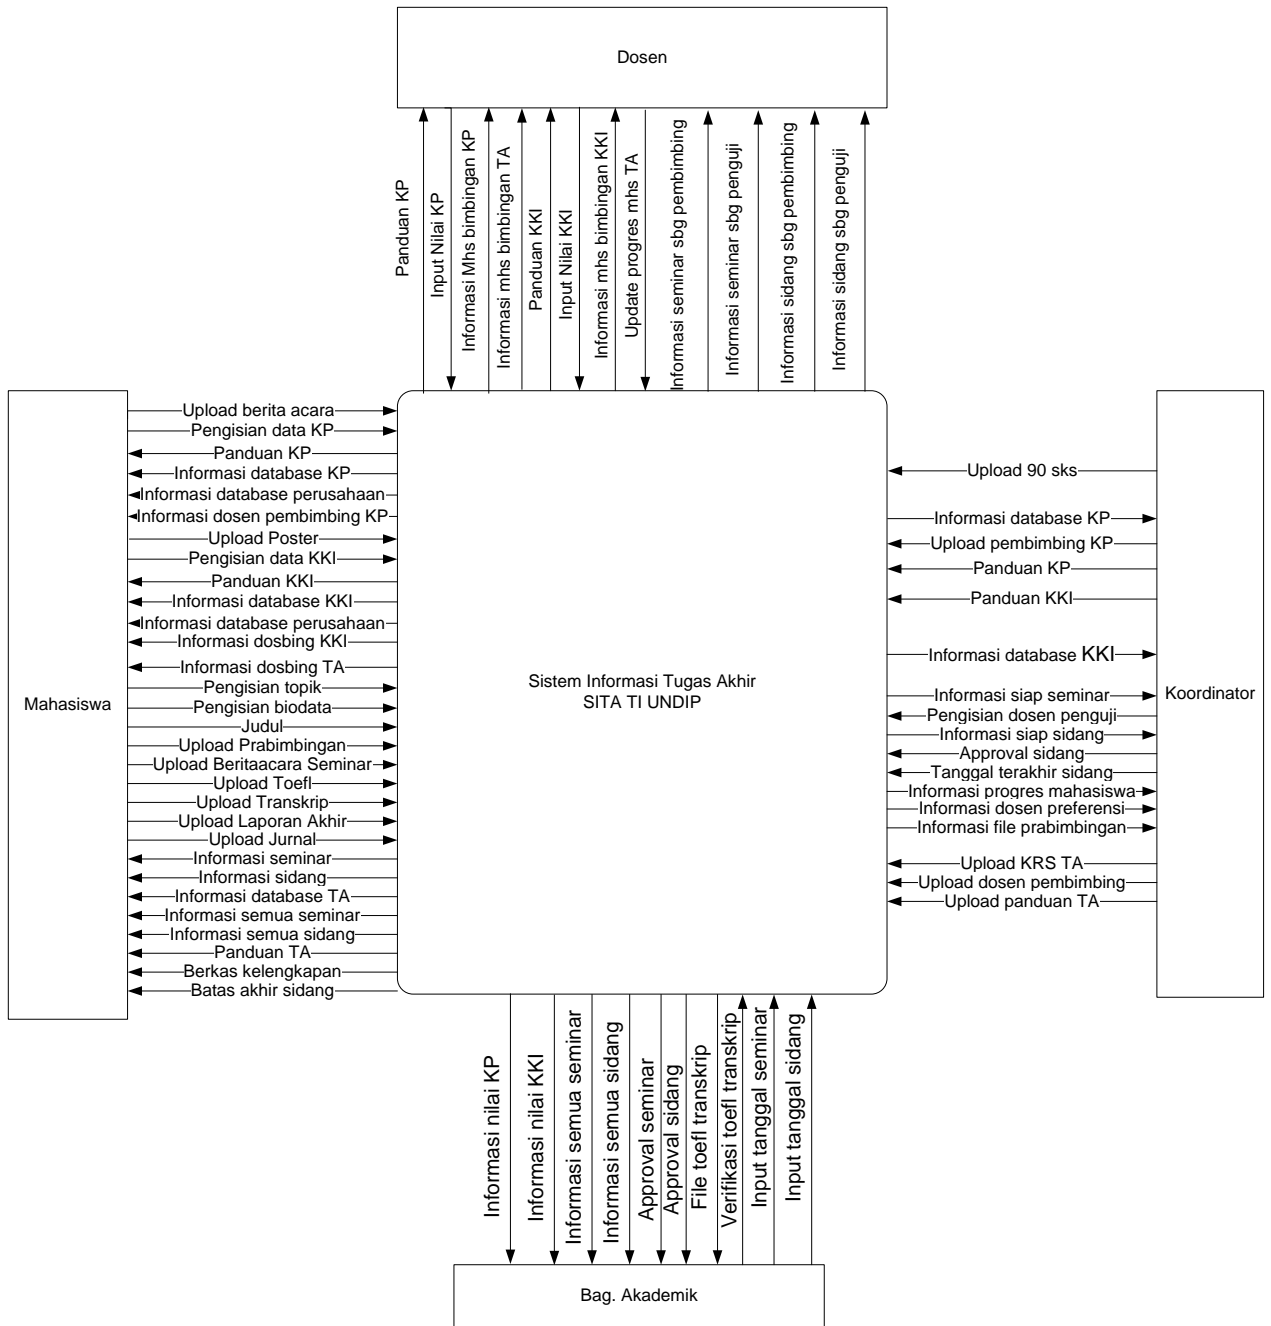 Dosen
Panduan KP
Input Nilai KP
Informasi Mhs bimbingan KP
Informasi mhs bimbingan TA
Panduan KKI
Input Nilai KKI
Informasi mhs bimbingan KKI
Update progres mhs TA
Informasi seminar sbg pembimbing
Informasi seminar sbg penguji
Informasi sidang sbg pembimbing
Informasi sidang sbg penguji
Mahasiswa
Upload berita acara
Pengisian data KP
Panduan KP
Informasi database KP
Informasi database perusahaan
Informasi dosen pembimbing KP
Upload Poster
Pengisian data KKI
Panduan KKI
Informasi database KKI
Informasi database perusahaan
Informasi dosbing KKI
Informasi dosbing TA
Pengisian topik
Pengisian biodata
Judul
Upload Prabimbingan
Upload Beritaacara Seminar
Upload Toefl
Upload Transkrip
Upload Laporan Akhir
Upload Jurnal
Informasi seminar
Informasi sidang
Informasi database TA
Informasi semua seminar
Informasi semua sidang
Panduan TA
Berkas kelengkapan
Batas akhir sidang
Sistem Informasi Tugas Akhir
SITA TI UNDIP
Upload 90 sks
Informasi database KP
Upload pembimbing KP
Panduan KP
Panduan KKI
Informasi database KKI
Informasi siap seminar
Pengisian dosen penguji
Informasi siap sidang
Approval sidang
Tanggal terakhir sidang
Informasi progres mahasiswa
Informasi dosen preferensi
Informasi file prabimbingan
Upload KRS TA
Upload dosen pembimbing
Upload panduan TA
Koordinator
Informasi nilai KP
Informasi nilai KKI
Informasi semua seminar
Informasi semua sidang
Approval seminar
Approval sidang
File toefl transkrip
Verifikasi toefl transkrip
Input tanggal seminar
Input tanggal sidang
Bag. Akademik